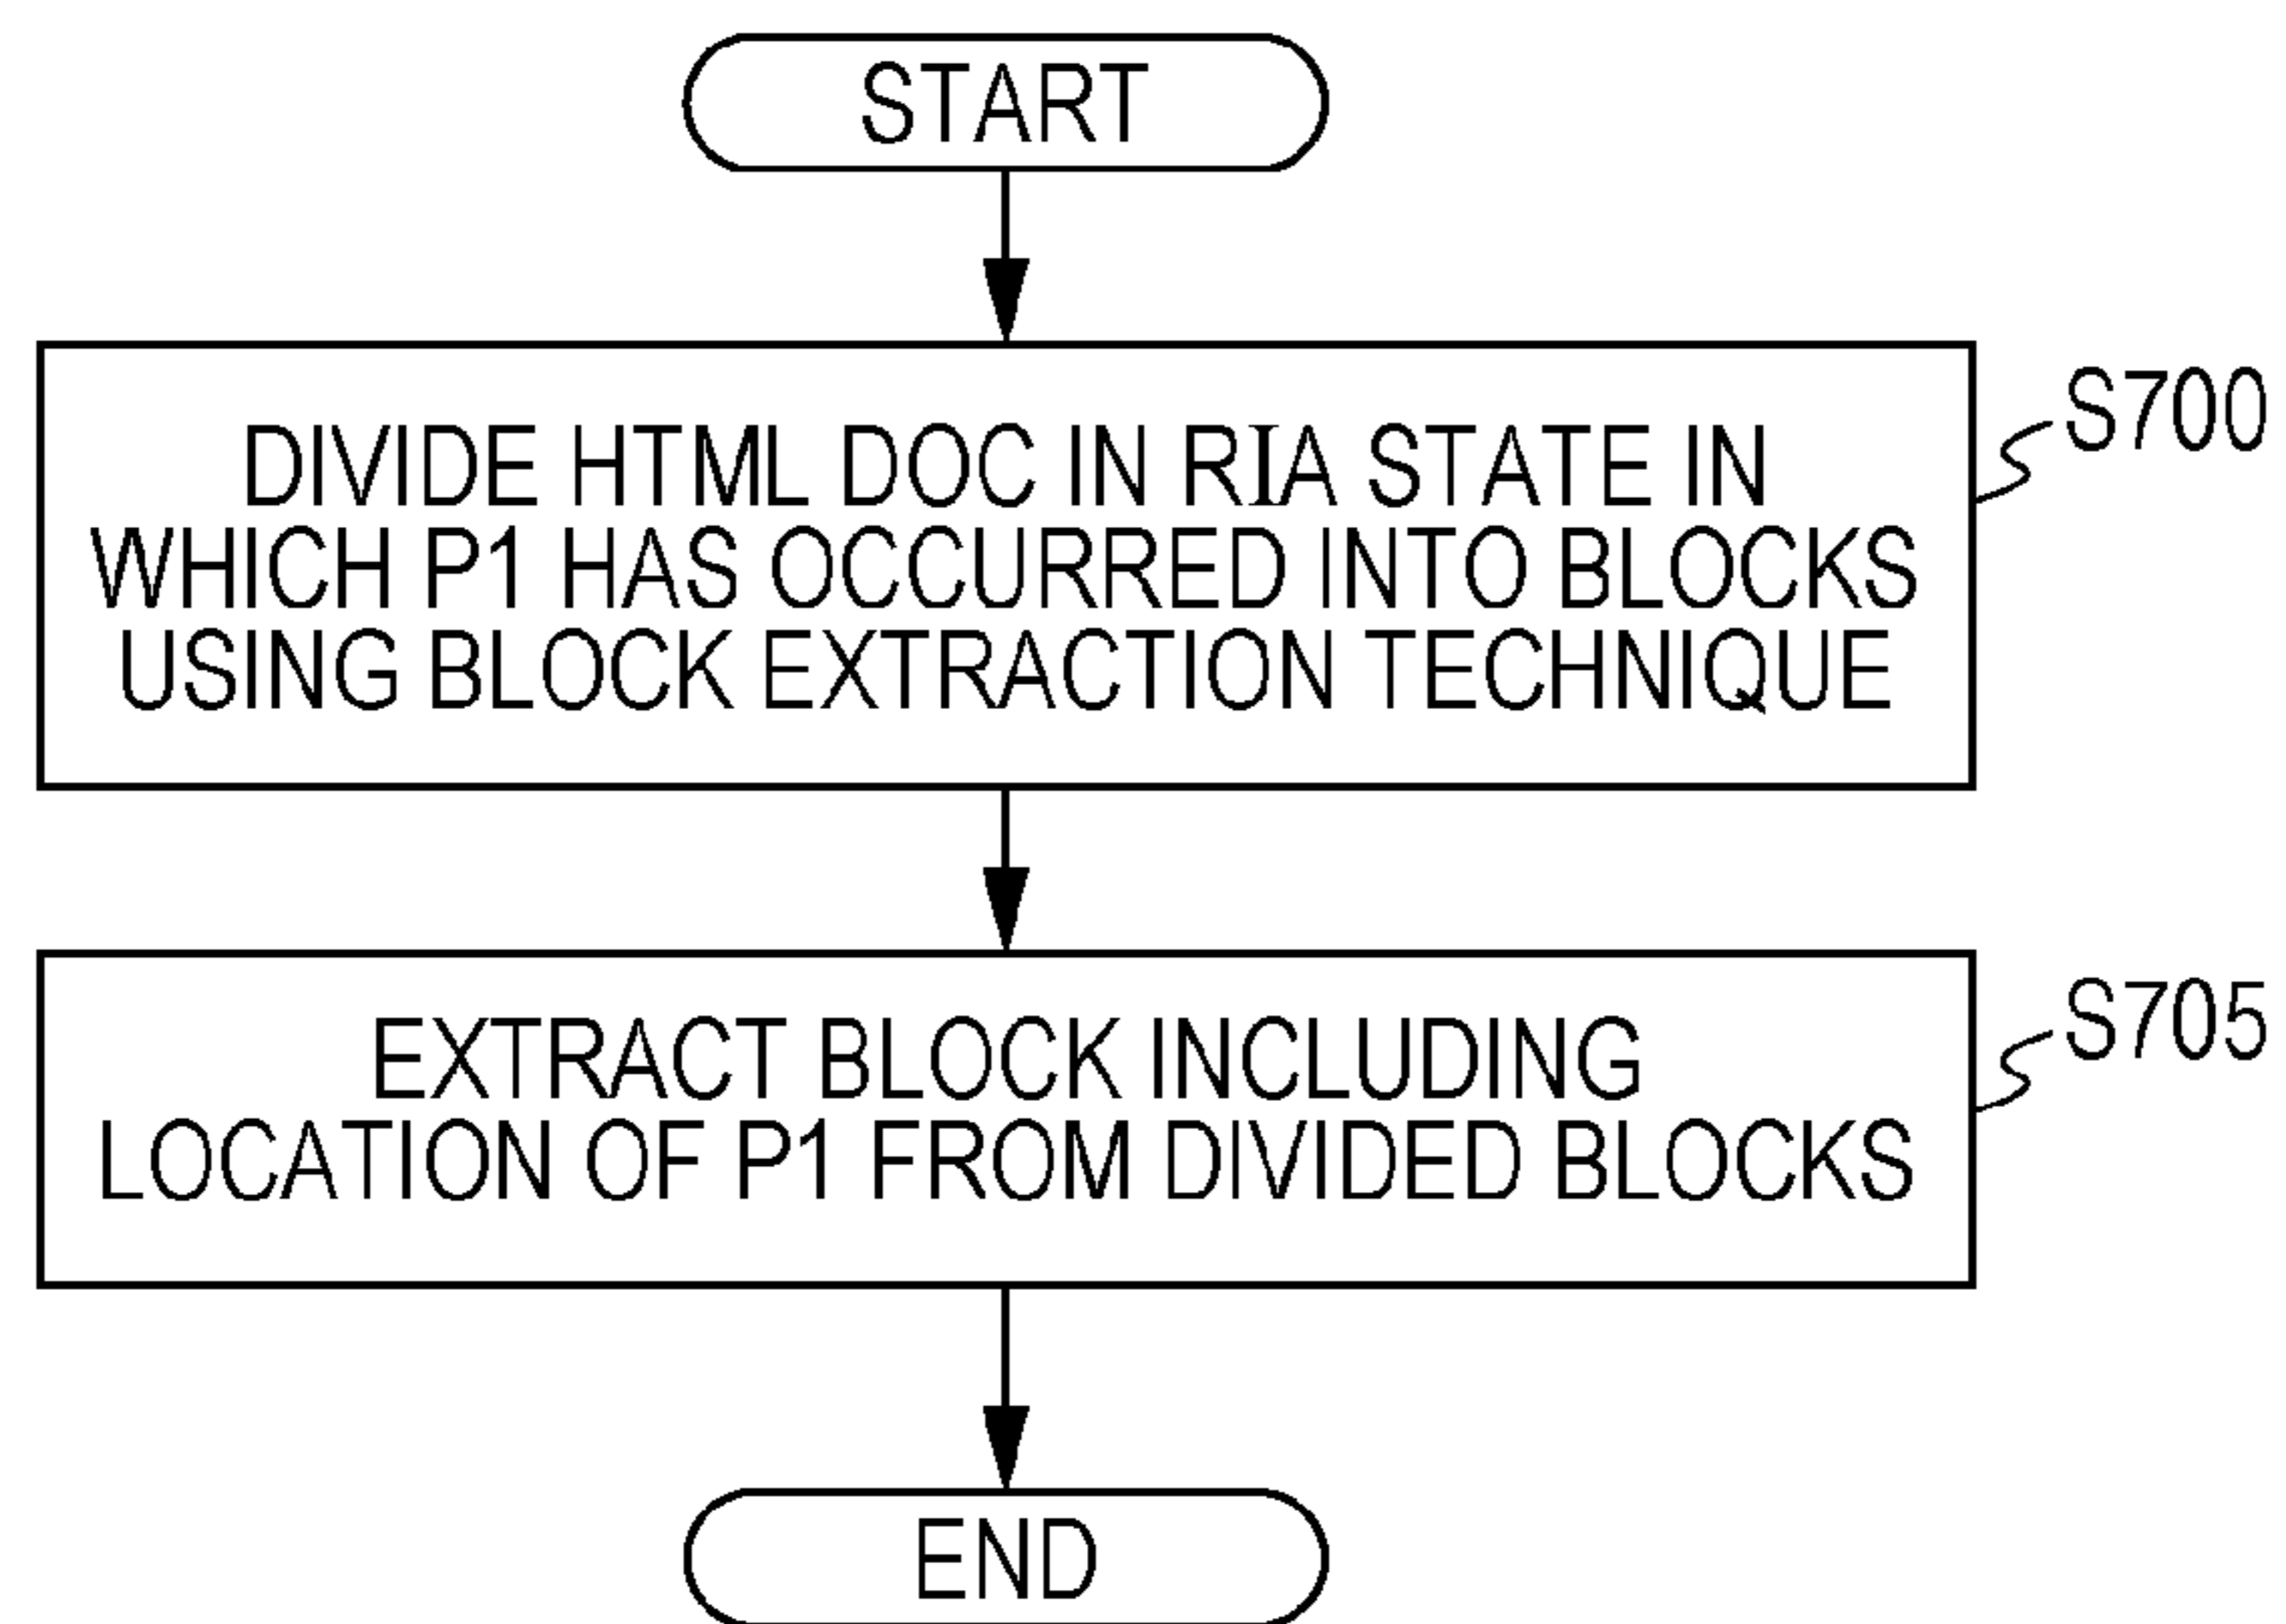 START
DIVIDE HTML DOC IN RIA STATE IN
WHICH P1 HAS OCCURRED INTO BLOCKS
USING BLOCK EXTRACTION TECHNIQUE
S700
EXTRACT BLOCK INCLUDING
LOCATION OF P1 FROM DIVIDED BLOCKS
S705
END